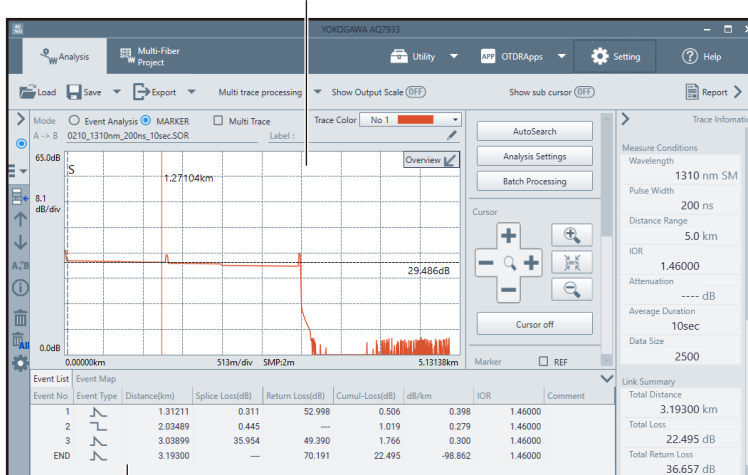 AQ 7933
YOKOGAWA AQ7933
Analysis
Multi-Fiber Project
Utility
APP OTDRApps
Setting
Help
Load
Save
Export
Multi trace processing
Show Output Scale OFF
Show sub cursor OFF
Report
Mode Event Analysis MARKER Multi Trace Trace Color No 1
A -> B 0210_1310nm_200ns_10sec.SOR Label :
65.0dB
S
1.27104km
Overview
8.1
dB/div
29.486dB
0.0dB
0.00000km 513m/div SMP:2m 5.13138km
A,'B
All
AutoSearch
Analysis Settings
Batch Processing
Cursor
Cursor off
Marker REF
Trace Infomatio
Measure Conditions
Wavelength
1310 nm SM
Pulse Width
200 ns
Distance Range
5.0 km
IOR
1.46000
Attenuation
---- dB
Average Duration
10sec
Data Size
2500
Link Summary
Total Distance
3.19300 km
Total Loss
22.495 dB
Total Return Loss
36.657 dB
Event List Event Map
Event No Event Type Distance(km) Splice Loss(dB) Return Loss(dB) Cumul-Loss(dB) dB/km IOR Comment
1 1.31211 0.311 52.998 0.506 0.398 1.46000
2 2.03489 0.445 ---- 1.019 0.279 1.46000
3 3.03899 35.954 49.390 1.766 0.300 1.46000
END 3.19300 ---- 70.191 22.495 -98.862 1.46000